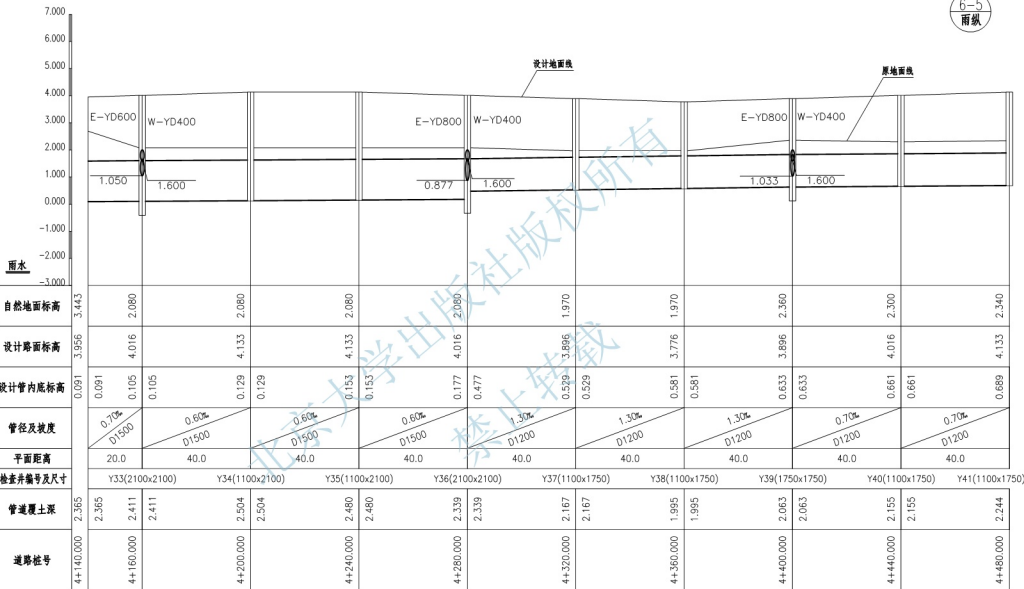 7.000
6-5
雨纵
6.000
5.000
设计地面线
原地面线
4.000
3.000
E-YD600 W-YD400 E-YD800 W-YD400 E-YD800 W-YD400
2.000
1.000
1.050 1.600 0.877 1.600 1.033 1.600
0.000
-1.000
-2.000
雨水
-3.000
自然地面标高 3.443 2.080 2.080 2.080 2.080 1.970 1.970 2.360 2.300 2.340
设计路面标高 3.956 4.016 4.133 4.133 4.016 3.896 3.776 3.896 4.016 4.133
设计管内底标高 0.091 0.091 0.105 0.105 0.129 0.129 0.153 0.153 0.177 0.477 0.529 0.529 0.581 0.581 0.633 0.633 0.661 0.661 0.689
管径及坡度 0.70‰ D1500 0.60‰ D1500 0.60‰ D1500 0.60‰ D1500 1.30‰ D1200 1.30‰ D1200 1.30‰ D1200 0.70‰ D1200 0.70‰ D1200
平面距离 20.0 40.0 40.0 40.0 40.0 40.0 40.0 40.0 40.0
检查井编号及尺寸 Y33(2100x2100) Y34(1100x2100) Y35(1100x2100) Y36(2100x2100) Y37(1100x1750) Y38(1100x1750) Y39(1750x1750) Y40(1100x1750) Y41(1100x1750)
管道覆土深 2.365 2.365 2.411 2.411 2.504 2.504 2.480 2.480 2.339 2.339 2.167 2.167 1.995 1.995 2.063 2.063 2.155 2.155 2.244
道路桩号 4+140.000 4+160.000 4+200.000 4+240.000 4+280.000 4+320.000 4+360.000 4+400.000 4+440.000 4+480.000
北京大学出版社版权所有
禁止转载